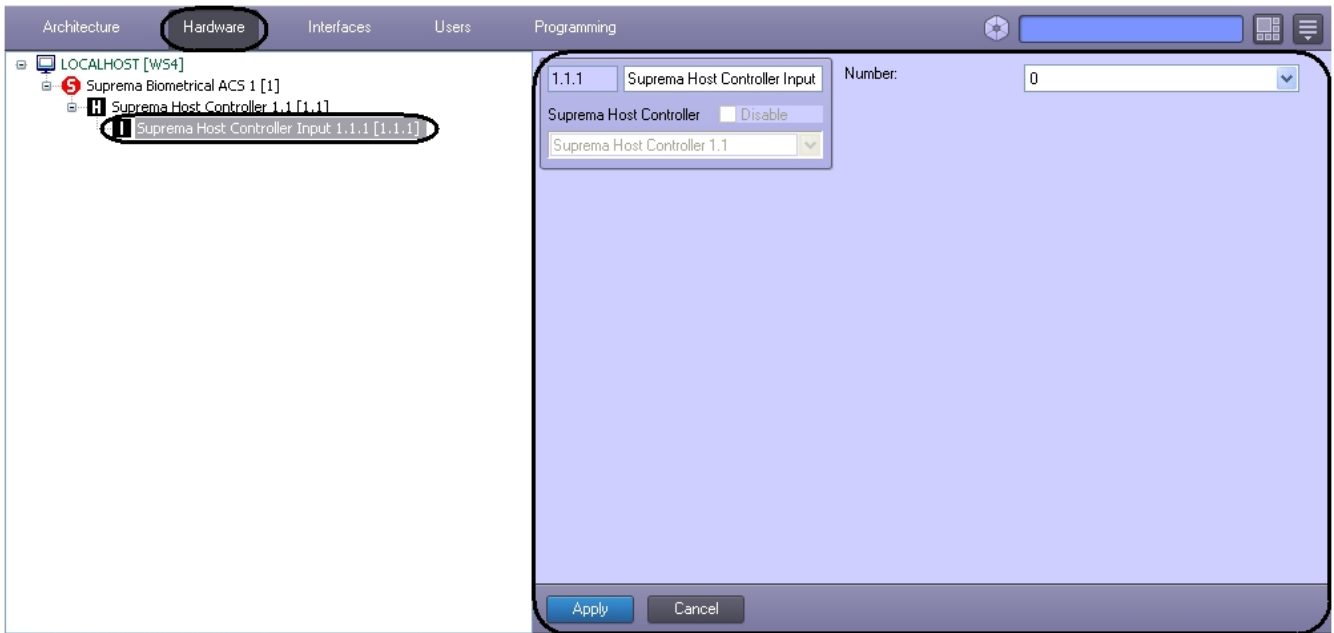 Architecture Hardware Interfaces Users Programming
LOCALHOST [WS4]
Suprema Biometrical ACS 1 [1]
Suprema Host Controller 1.1 [1.1]
Suprema Host Controller Input 1.1.1 [1.1.1]
1.1.1 Suprema Host Controller Input
Number: 0
Suprema Host Controller Disable
Suprema Host Controller 1.1
Apply Cancel